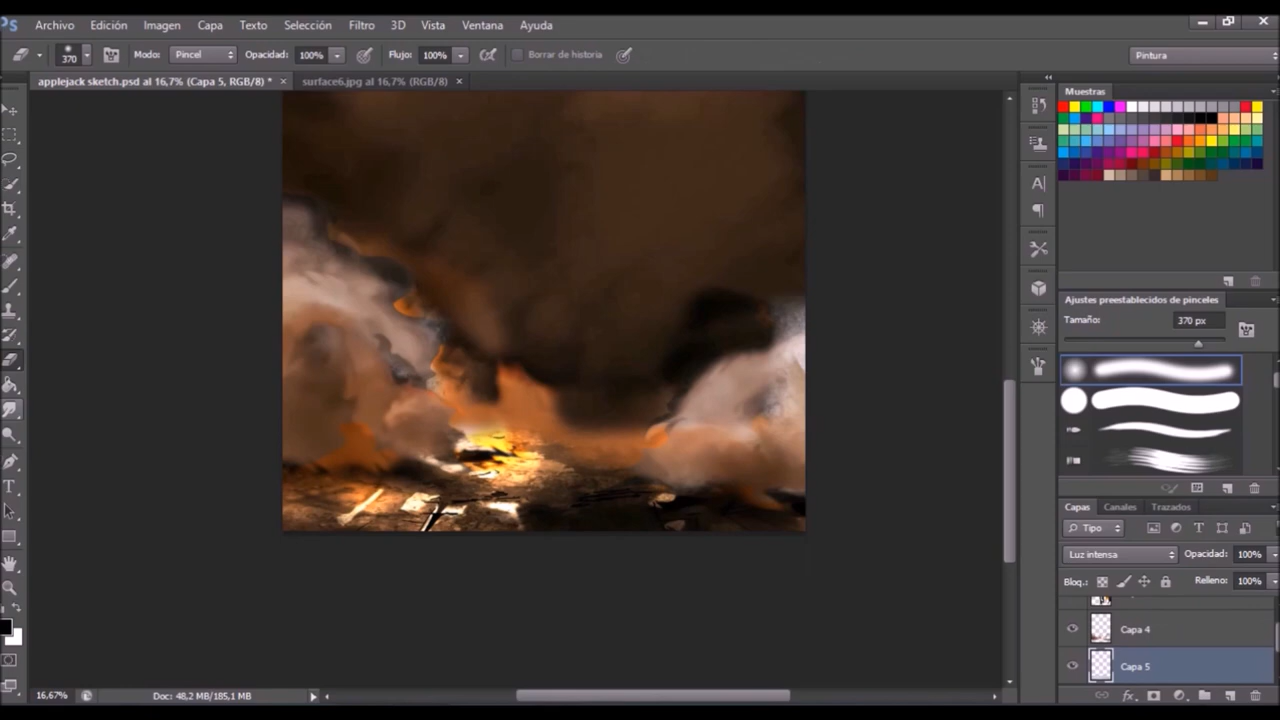 Ps
Archivo Edición Imagen Capa Texto Selección Filtro 3D Vista Ventana Ayuda
370 Modo: Pincel Opacidad: 100% Flujo: 100% Borrar de historia Pintura
applejack sketch.psd al 16,7% (Capa 5, RGB/8) * × surface6.jpg al 16,7% (RGB/8) ×
Muestras
Ajustes preestablecidos de pinceles
Tamaño: 370 px
Capas Canales Trazados
Tipo
Luz intensa Opacidad: 100%
Bloq.: Relleno: 100%
Capa 4
Capa 5
16,67% Doc: 48,2 MB/185,1 MB